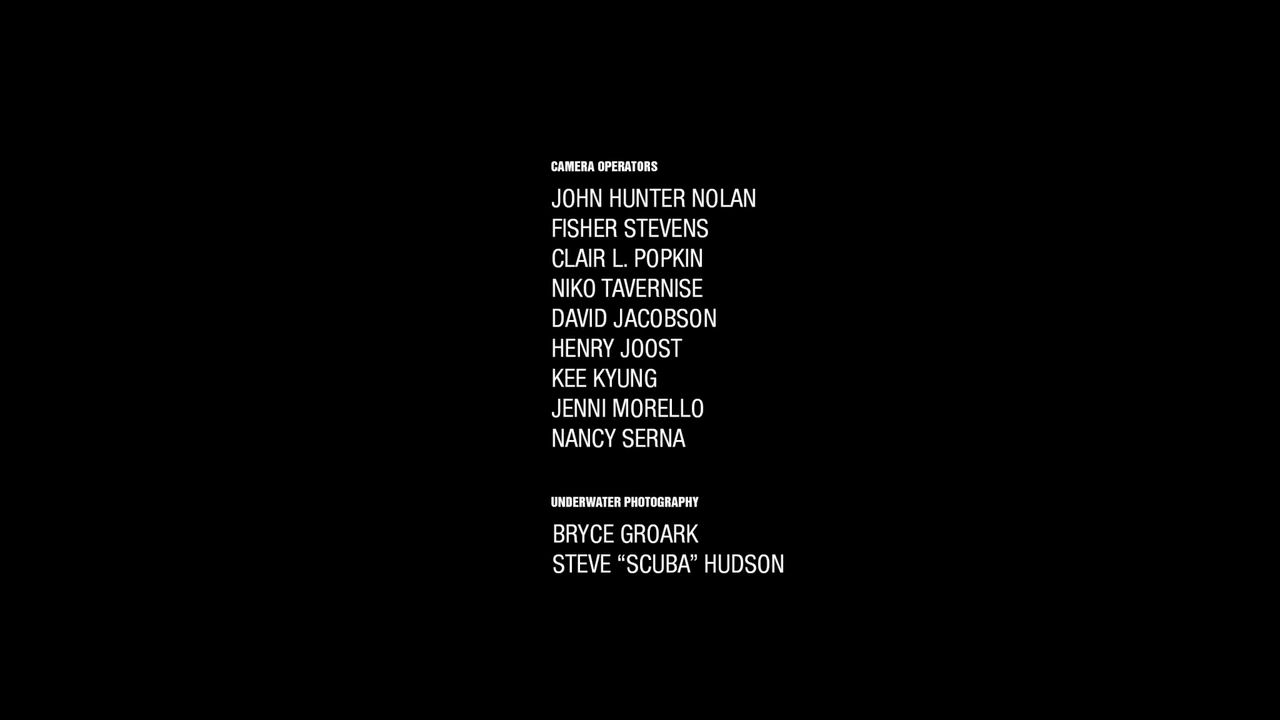 CAMERA OPERATORS
JOHN HUNTER NOLAN
FISHER STEVENS
CLAIR L. POPKIN
NIKO TAVERNISE
DAVID JACOBSON
HENRY JOOST
KEE KYUNG
JENNI MORELLO
NANCY SERNA
UNDERWATER PHOTOGRAPHY
BRYCE GROARK
STEVE “SCUBA” HUDSON